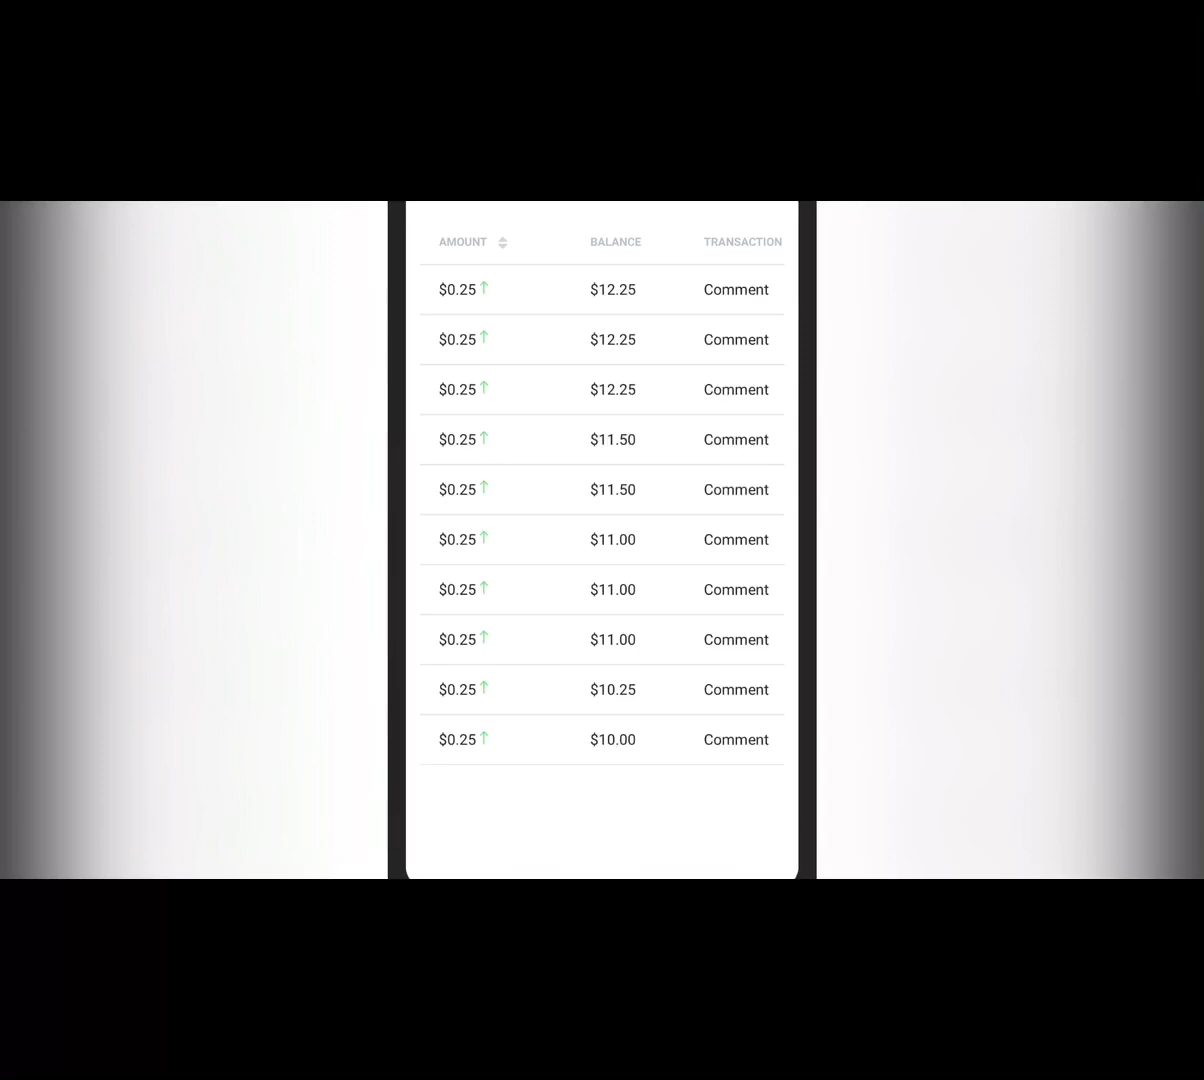 AMOUNT BALANCE TRANSACTION
$0.25↑ $12.25 Comment
$0.25↑ $12.25 Comment
$0.25↑ $12.25 Comment
$0.25↑ $11.50 Comment
$0.25↑ $11.50 Comment
$0.25↑ $11.00 Comment
$0.25↑ $11.00 Comment
$0.25↑ $11.00 Comment
$0.25↑ $10.25 Comment
$0.25↑ $10.00 Comment